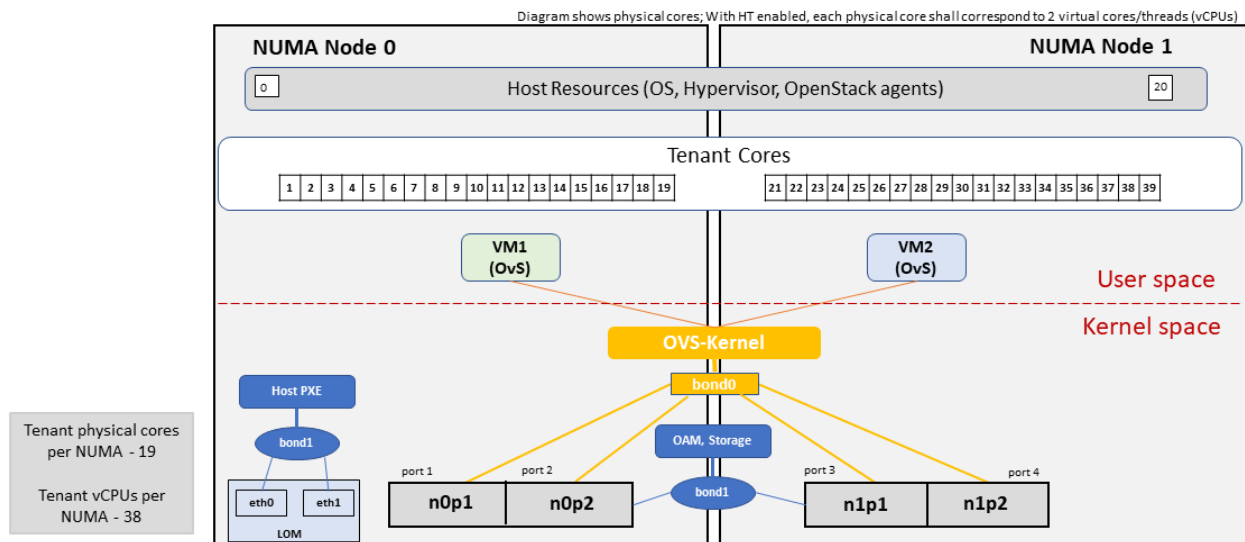 Diagram shows physical cores; With HT enabled, each physical core shall correspond to 2 virtual cores/threads (vCPUs)
NUMA Node 0
NUMA Node 1
0
Host Resources (OS, Hypervisor, OpenStack agents)
20
Tenant Cores
1 2 3 4 5 6 7 8 9 10 11 12 13 14 15 16 17 18 19
21 22 23 24 25 26 27 28 29 30 31 32 33 34 35 36 37 38 39
VM1
(OvS)
VM2
(OvS)
User space
Kernel space
OVS-Kernel
bond0
Host PXE
bond1
OAM, Storage
Tenant physical cores
per NUMA - 19
Tenant vCPUs per
NUMA - 38
port 1
port 2
port 3
port 4
eth0
eth1
LOM
n0p1
n0p2
bond1
n1p1
n1p2